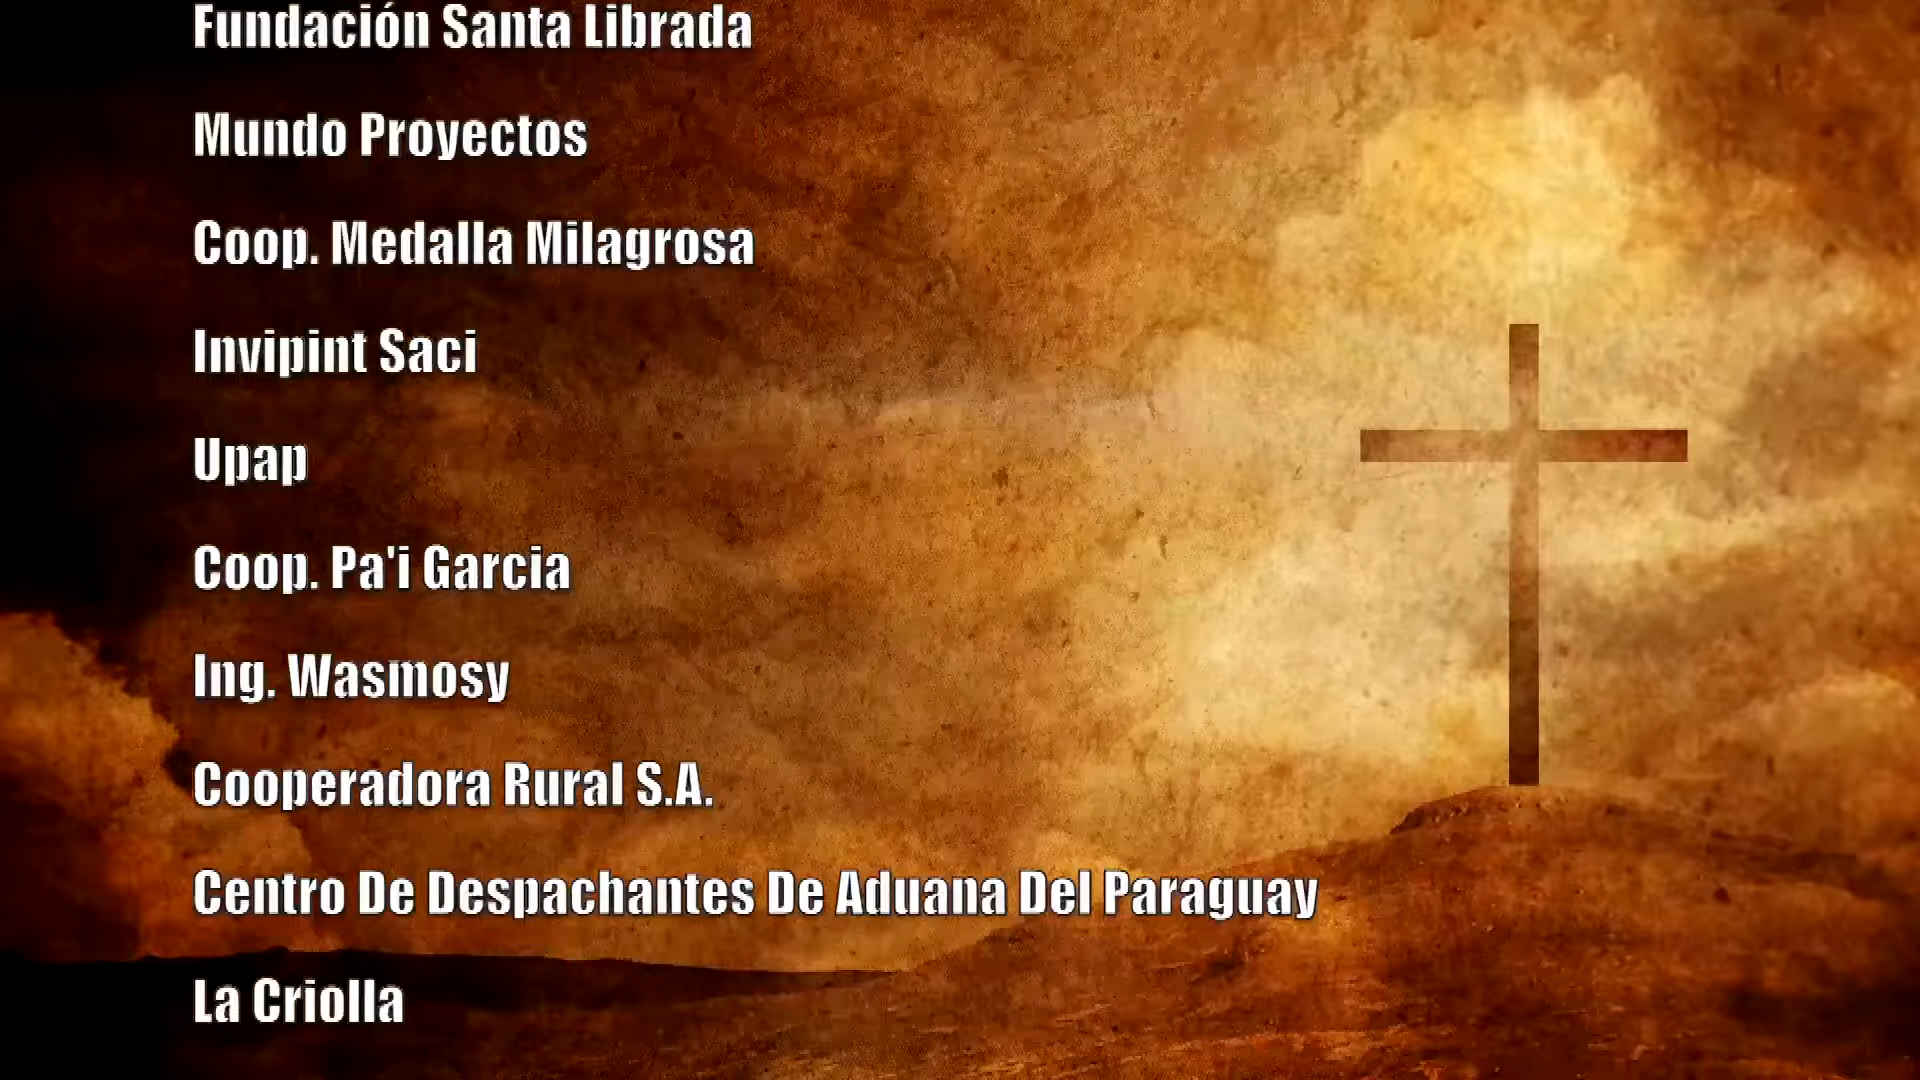 Fundación Santa Librada
Mundo Proyectos
Coop. Medalla Milagrosa
Invipint Saci
Upap
Coop. Pa'i Garcia
Ing. Wasmosy
Cooperadora Rural S.A.
Centro De Despachantes De Aduana Del Paraguay
La Criolla